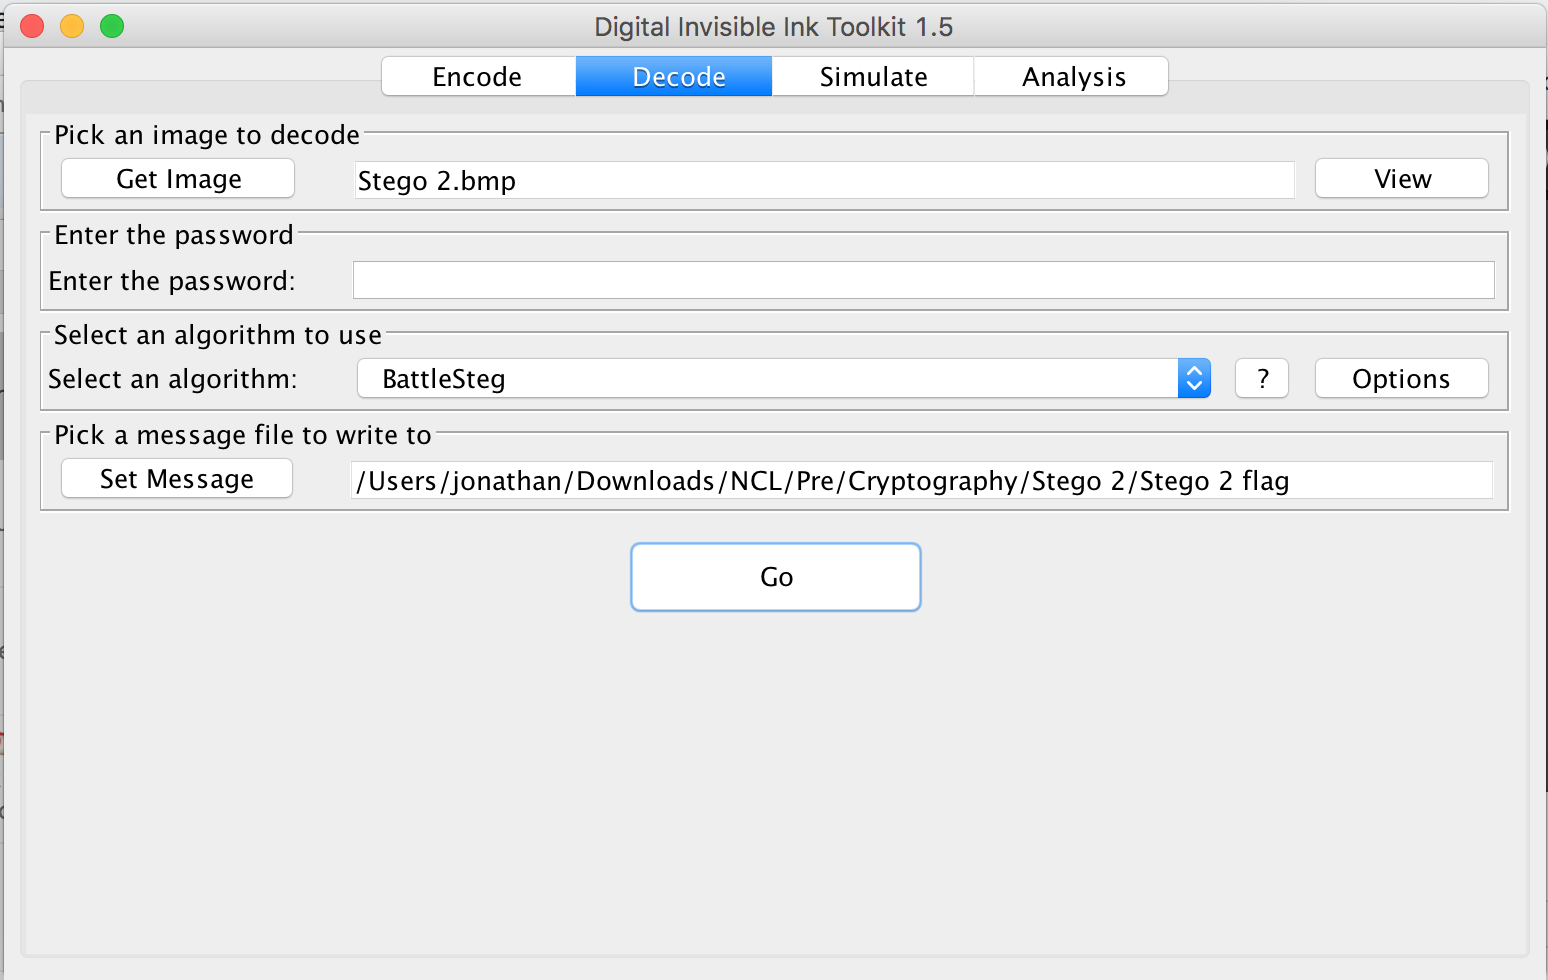 Digital Invisible Ink Toolkit 1.5
Encode Decode Simulate Analysis
Pick an image to decode
Get Image Stego 2.bmp View
Enter the password
Enter the password:
Select an algorithm to use
Select an algorithm: BattleSteg ? Options
Pick a message file to write to
Set Message /Users/jonathan/Downloads/NCL/Pre/Cryptography/Stego 2/Stego 2 flag
Go